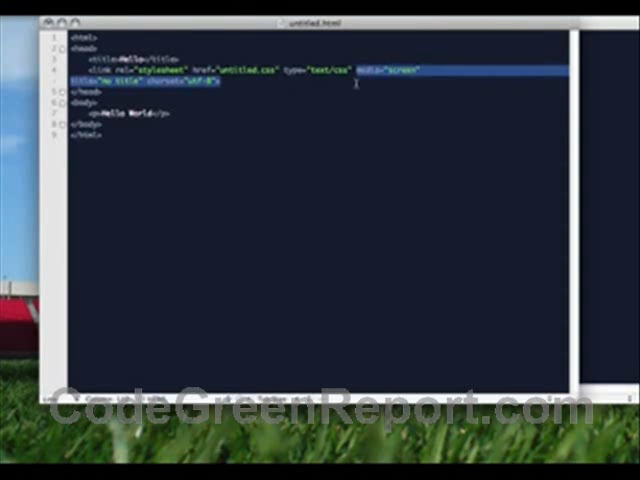 untitled.html
1 <html>
2 <head>
3 <title>Hello</title>
4 <link rel="stylesheet" href="untitled.css" type="text/css" media="screen"
title="no title" charset="utf-8">
5 </head>
6 <body>
7 <p>Hello World</p>
8 </body>
9 </html>
CodeGreenReport.com